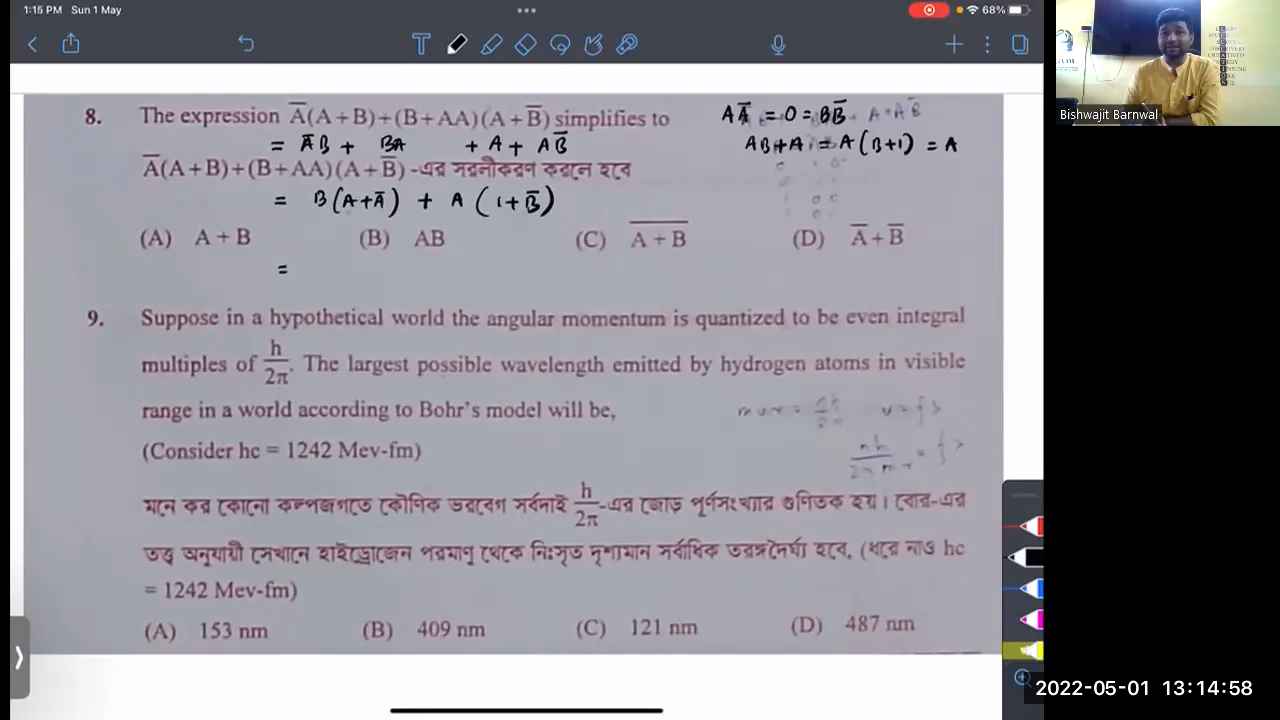 1:15 PM Sun 1 May
68%
8. The expression A̅(A + B) + (B + AA)(A + B̅) simplifies to
A A̅ = 0 = B B̅
= A̅B + BA + A + AB̅
AB + A = A(B+1) = A
A̅(A + B) + (B + AA)(A + B̅) -এর সরলীকরণ করলে হবে
= B(A+A̅) + A(1+B̅)
(A) A + B (B) AB (C) \overline{A + B} (D) A̅ + B̅
=
9. Suppose in a hypothetical world the angular momentum is quantized to be even integral
multiples of h/2π. The largest possible wavelength emitted by hydrogen atoms in visible
range in a world according to Bohr's model will be,
(Consider hc = 1242 Mev-fm)
মনে কর কোনো কল্পজগতে কৌণিক ভরবেগ সর্বদাই h/2π -এর জোড় পূর্ণসংখ্যার গুণিতক হয়। বোর-এর
তত্ত্ব অনুযায়ী সেখানে হাইড্রোজেন পরমাণু থেকে নিঃসৃত দৃশ্যমান সর্বাধিক তরঙ্গদৈর্ঘ্য হবে, (ধরে নাও hc
= 1242 Mev-fm)
(A) 153 nm (B) 409 nm (C) 121 nm (D) 487 nm
Bishwajit Barnwal
2022-05-01 13:14:58